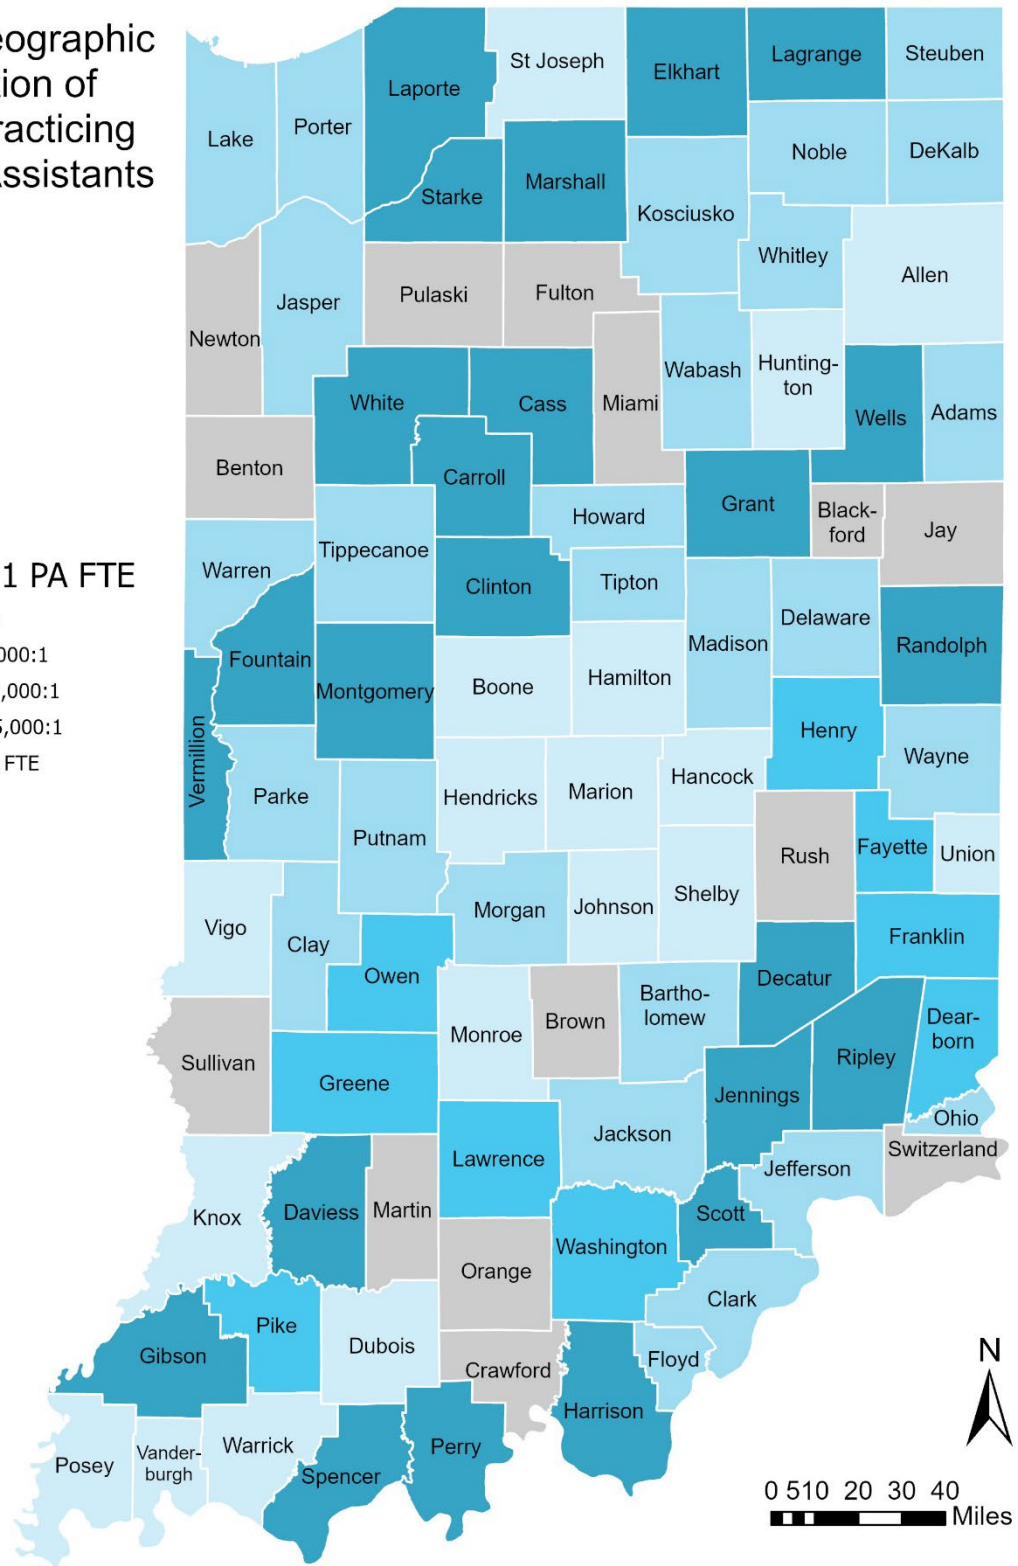 eographic
tion of
racticing
Assistants
1 PA FTE
000:1
,000:1
5,000:1
FTE
St Joseph
Elkhart
Lagrange
Steuben
Laporte
Lake
Porter
Noble
DeKalb
Starke
Marshall
Kosciusko
Whitley
Allen
Jasper
Pulaski
Fulton
Newton
Wabash
Hunting-
ton
White
Cass
Miami
Wells
Adams
Benton
Carroll
Grant
Black-
ford
Jay
Howard
Tippecanoe
Warren
Clinton
Tipton
Delaware
Madison
Randolph
Fountain
Montgomery
Boone
Hamilton
Henry
Vermillion
Wayne
Parke
Hendricks
Marion
Hancock
Putnam
Rush
Fayette
Union
Vigo
Clay
Morgan
Johnson
Shelby
Franklin
Owen
Decatur
Monroe
Brown
Bartho-
lomew
Dear-
born
Sullivan
Greene
Ripley
Jennings
Ohio
Jackson
Switzerland
Lawrence
Jefferson
Knox
Daviess
Martin
Scott
Washington
Orange
Clark
Pike
Dubois
Gibson
Floyd
Crawford
Harrison
Posey
Vander-
burgh
Warrick
Spencer
Perry
N
0 5 10 20 30 40
Miles